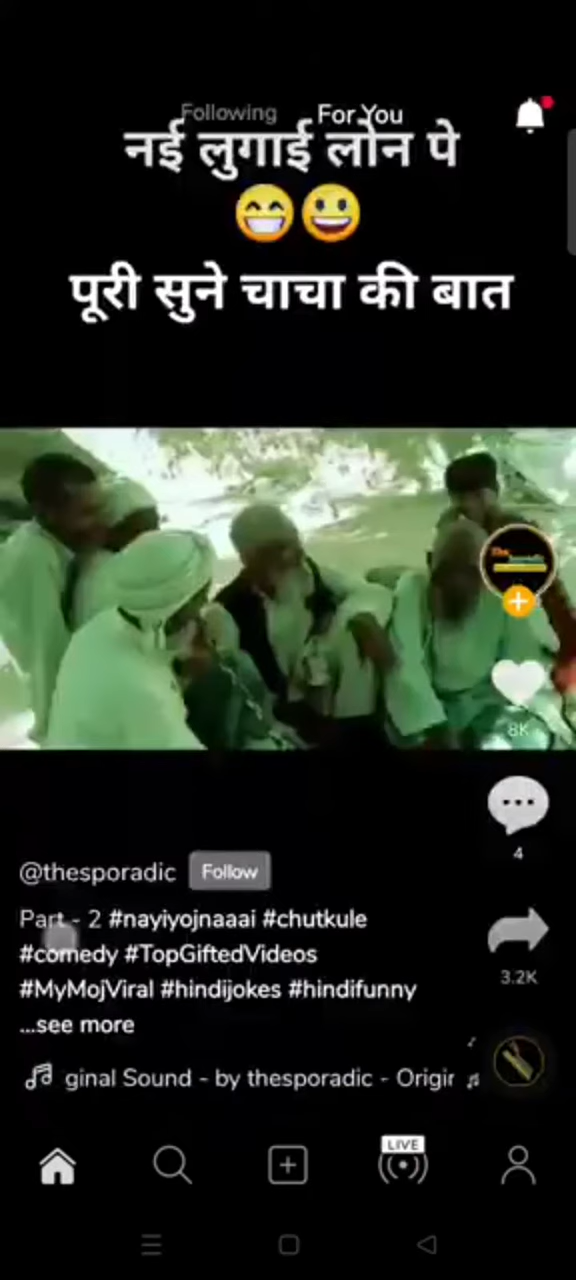 Following For You
नई लुगाई लोन पे
😁😃
पूरी सुने चाचा की बात
8K
4
@thesporadic Follow
Part - 2 #nayiyojnaaai #chutkule
#comedy #TopGiftedVideos
#MyMojViral #hindijokes #hindifunny
...see more
3.2K
ginal Sound - by thesporadic - Origin
LIVE